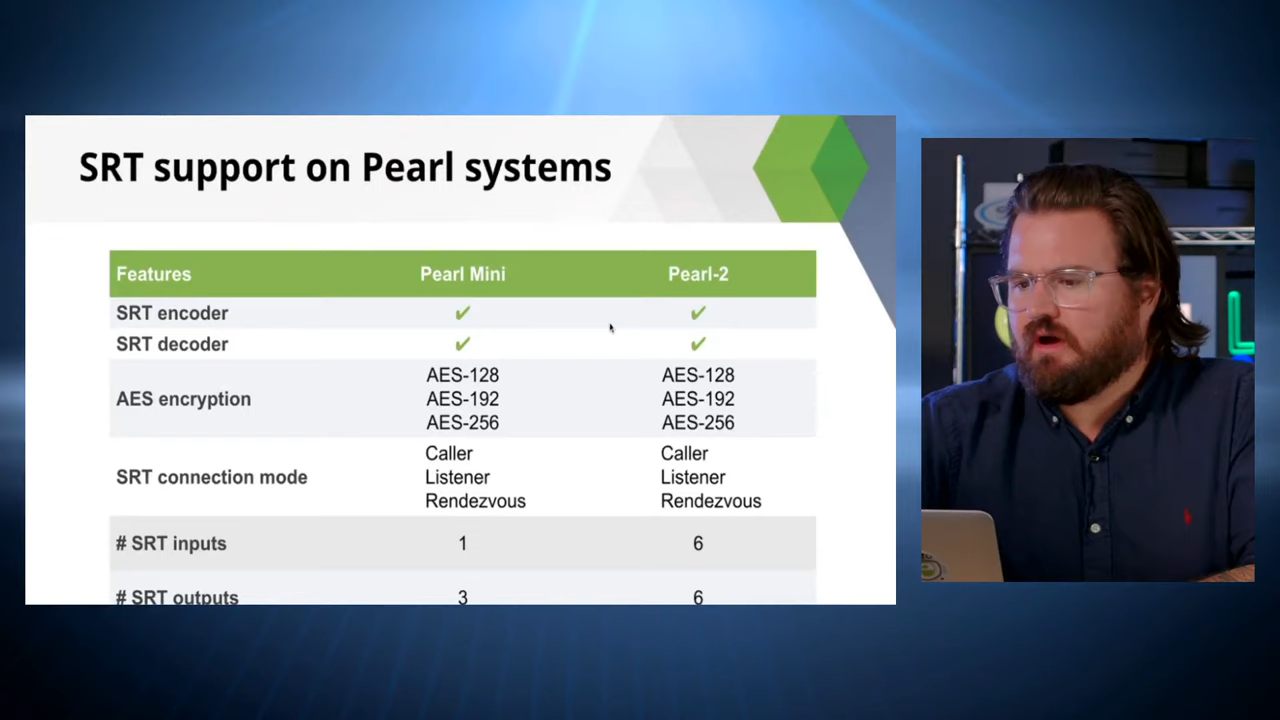 SRT support on Pearl systems
Features Pearl Mini Pearl-2
SRT encoder ✔ ✔
SRT decoder ✔ ✔
AES encryption
AES-128 AES-128
AES-192 AES-192
AES-256 AES-256
SRT connection mode
Caller Caller
Listener Listener
Rendezvous Rendezvous
# SRT inputs 1 6
# SRT outputs 3 6
L